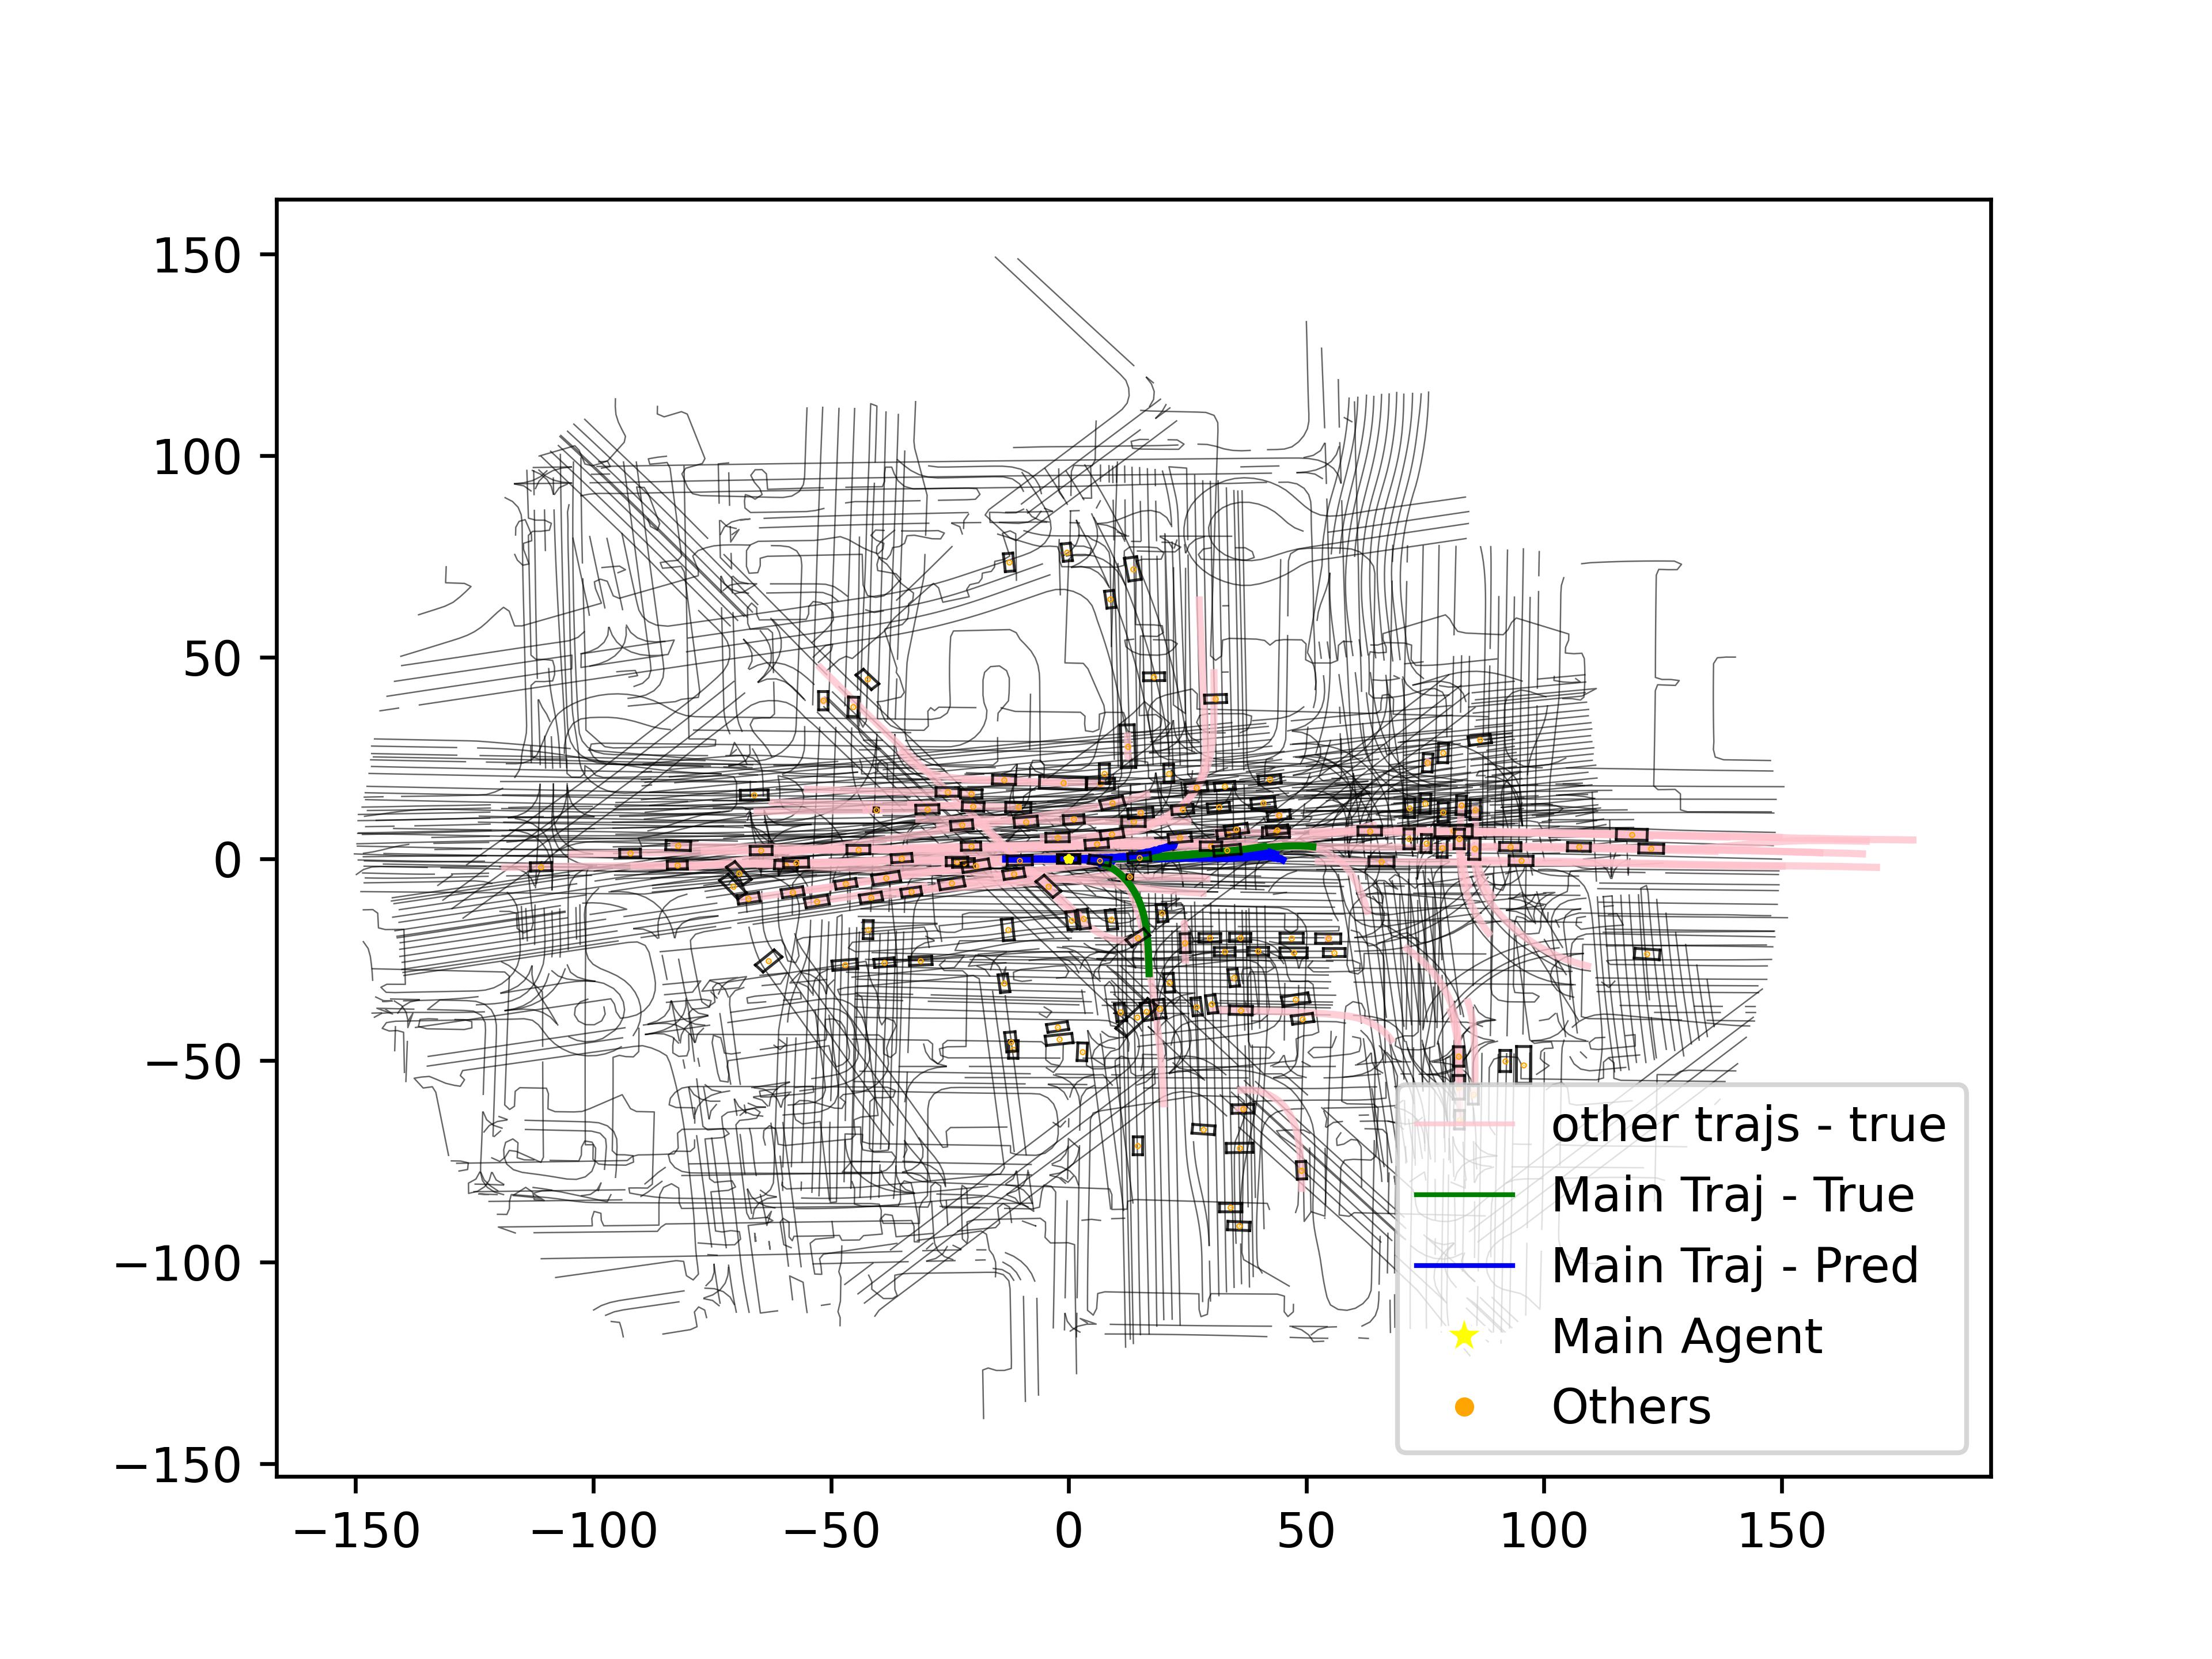 150
100
50
0
−50
−100
−150
−150
−100
−50
0
50
100
150
other trajs - true
Main Traj - True
Main Traj - Pred
Main Agent
Others